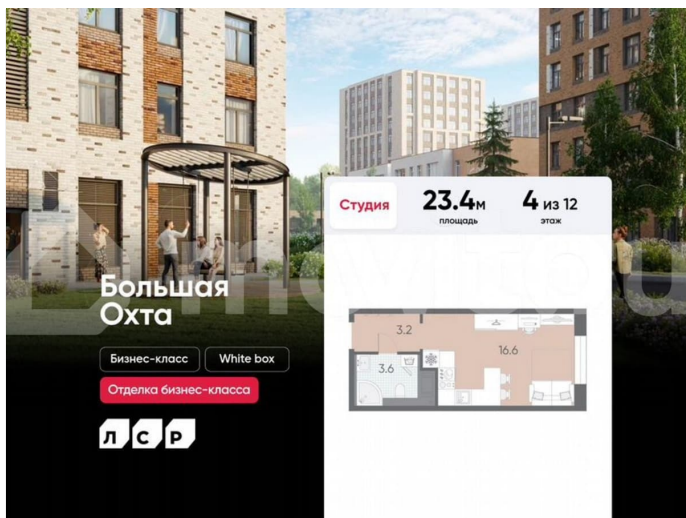 Студия
23.4м
площадь
4 из 12
этаж
Большая
Охта
Бизнес-класс
White box
Отделка бизнес-класса
ЛСР
3.2
16.6
3.6